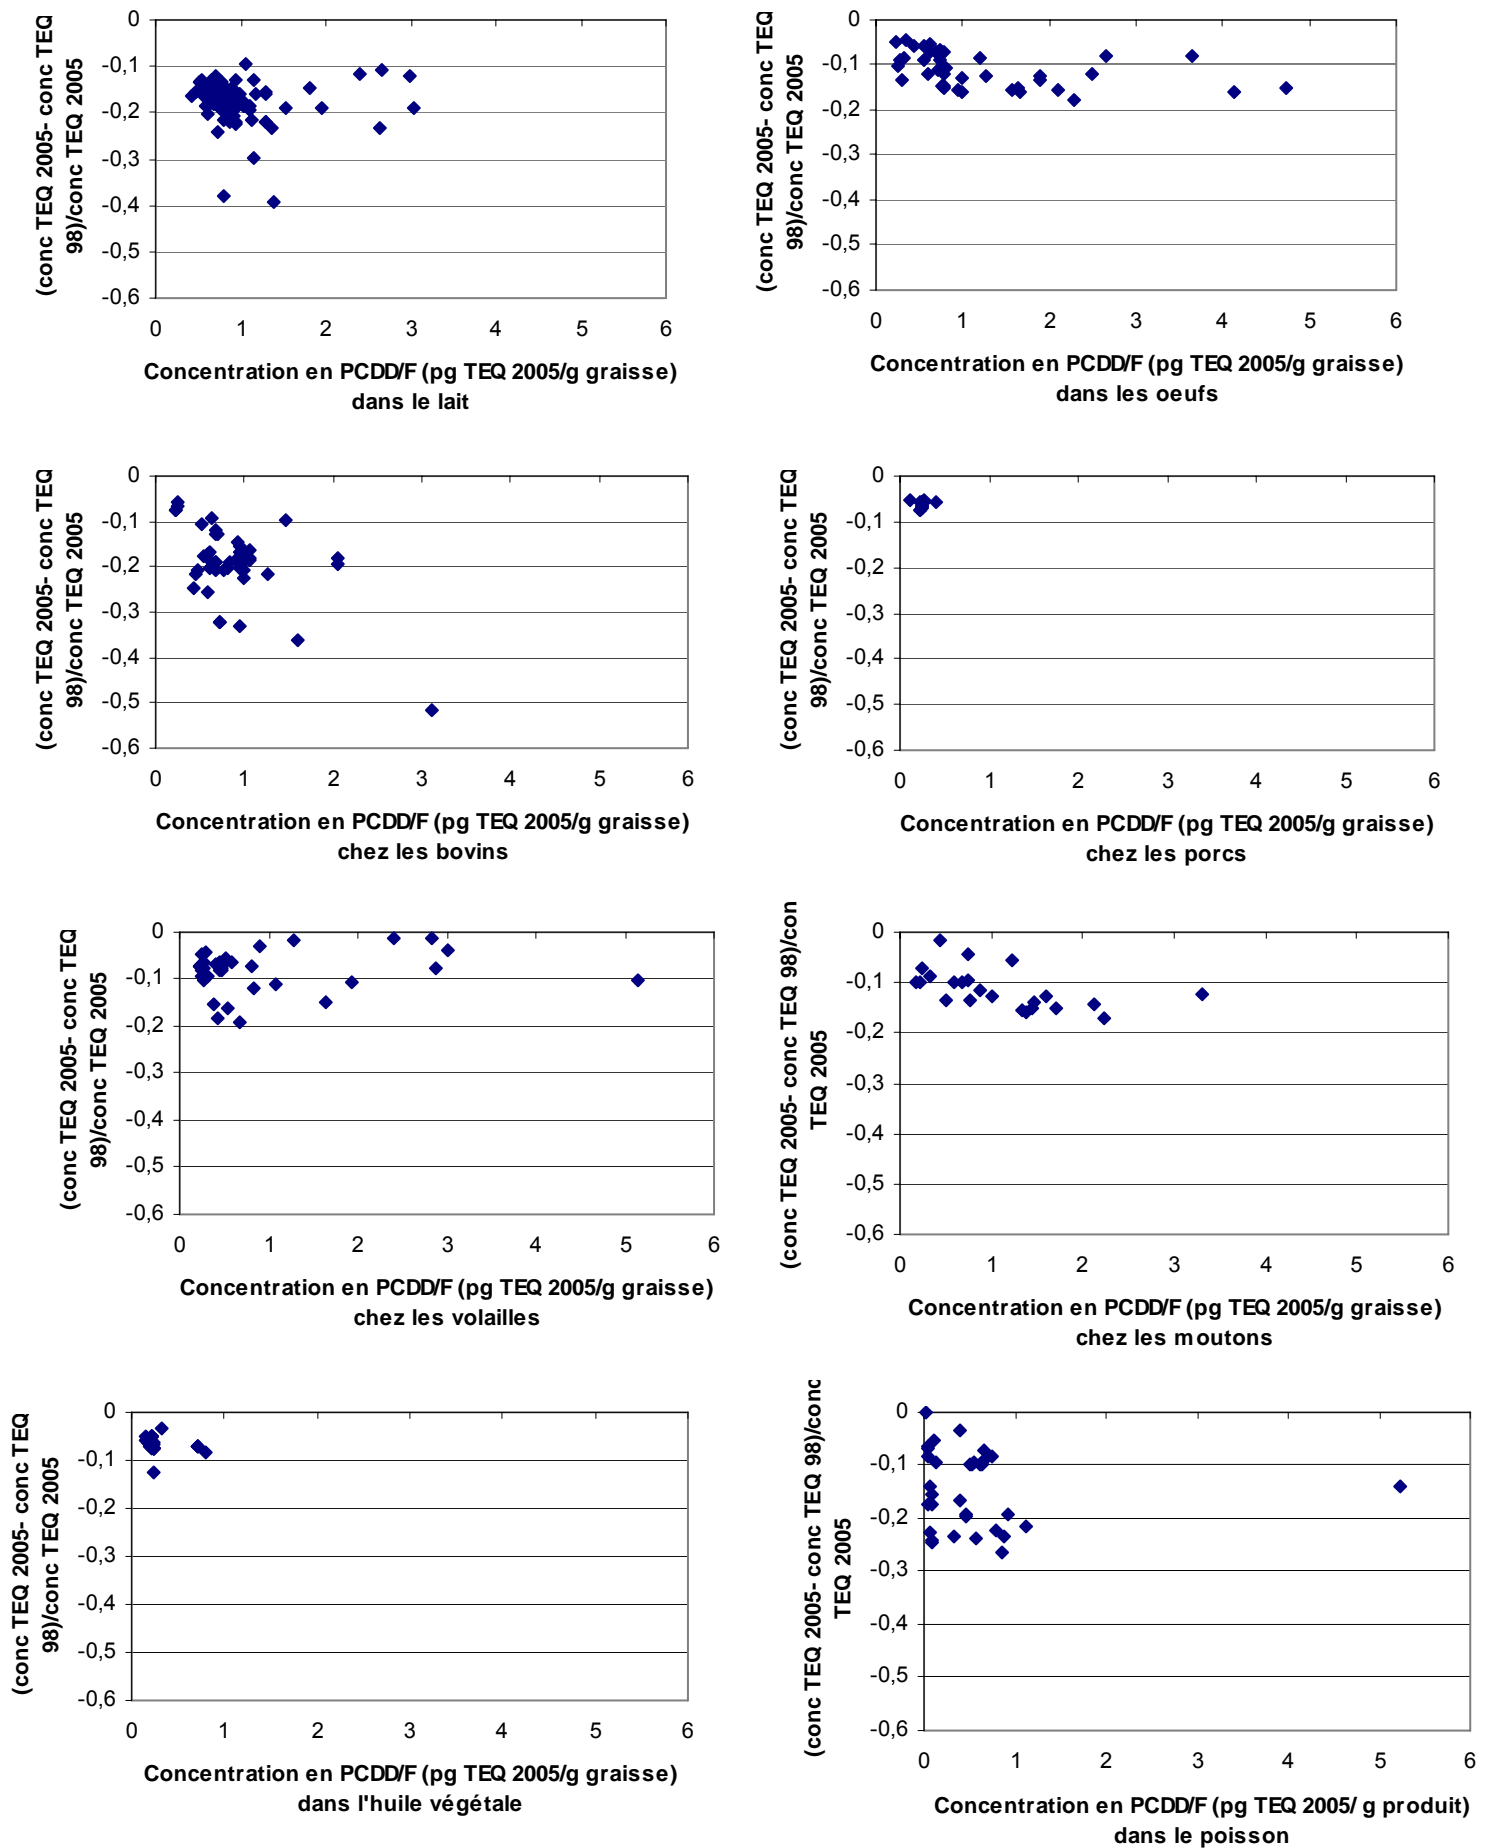 (conc TEQ 2005- conc TEQ
98)/conc TEQ 2005
0
-0,1
-0,2
-0,3
-0,4
-0,5
-0,6
0 1 2 3 4 5 6
Concentration en PCDD/F (pg TEQ 2005/g graisse)
dans le lait
(conc TEQ 2005- conc TEQ
98)/conc TEQ 2005
0
-0,1
-0,2
-0,3
-0,4
-0,5
-0,6
0 1 2 3 4 5 6
Concentration en PCDD/F (pg TEQ 2005/g graisse)
dans les oeufs
(conc TEQ 2005- conc TEQ
98)/conc TEQ 2005
0
-0,1
-0,2
-0,3
-0,4
-0,5
-0,6
0 1 2 3 4 5 6
Concentration en PCDD/F (pg TEQ 2005/g graisse)
chez les bovins
(conc TEQ 2005- conc TEQ
98)/conc TEQ 2005
0
-0,1
-0,2
-0,3
-0,4
-0,5
-0,6
0 1 2 3 4 5 6
Concentration en PCDD/F (pg TEQ 2005/g graisse)
chez les porcs
(conc TEQ 2005- conc TEQ
98)/conc TEQ 2005
0
-0,1
-0,2
-0,3
-0,4
-0,5
-0,6
0 1 2 3 4 5 6
Concentration en PCDD/F (pg TEQ 2005/g graisse)
chez les volailles
(conc TEQ 2005- conc TEQ 98)/con
TEQ 2005
0
-0,1
-0,2
-0,3
-0,4
-0,5
-0,6
0 1 2 3 4 5 6
Concentration en PCDD/F (pg TEQ 2005/g graisse)
chez les moutons
(conc TEQ 2005- conc TEQ
98)/conc TEQ 2005
0
-0,1
-0,2
-0,3
-0,4
-0,5
-0,6
0 1 2 3 4 5 6
Concentration en PCDD/F (pg TEQ 2005/g graisse)
dans l'huile végétale
(conc TEQ 2005- conc TEQ 98)/conc
TEQ 2005
0
-0,1
-0,2
-0,3
-0,4
-0,5
-0,6
0 1 2 3 4 5 6
Concentration en PCDD/F (pg TEQ 2005/ g produit)
dans le poisson